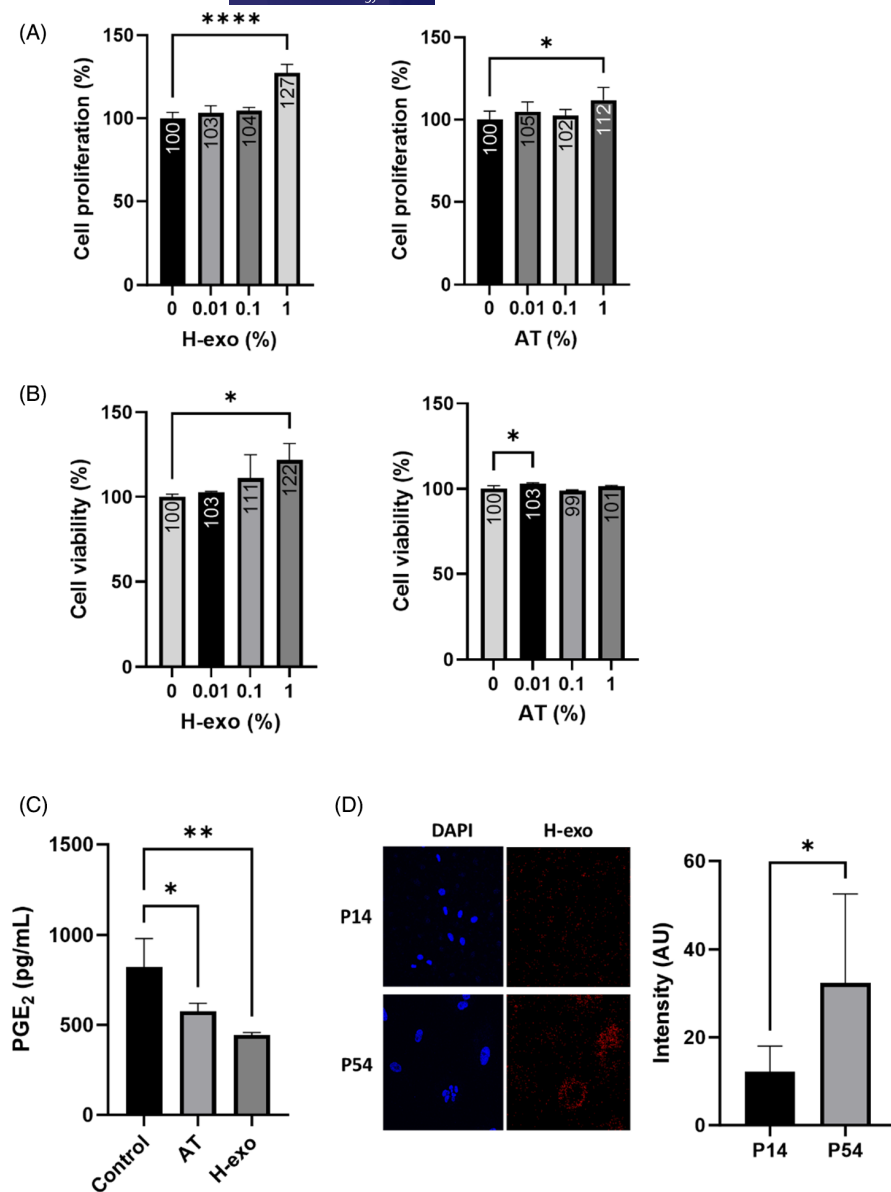 (A)
****
150
100
50
0
Cell proliferation (%)
100
103
104
127
0 0.01 0.1 1
H-exo (%)
*
150
100
50
0
Cell proliferation (%)
100
105
102
112
0 0.01 0.1 1
AT (%)
(B)
*
150
100
50
0
Cell viability (%)
100
103
111
122
0 0.01 0.1 1
H-exo (%)
*
150
100
50
0
Cell viability (%)
100
103
99
101
0 0.01 0.1 1
AT (%)
(C)
**
*
1500
1000
500
0
PGE₂ (pg/mL)
Control AT H-exo
(D)
DAPI H-exo
P14
P54
*
60
40
20
0
Intensity (AU)
P14 P54